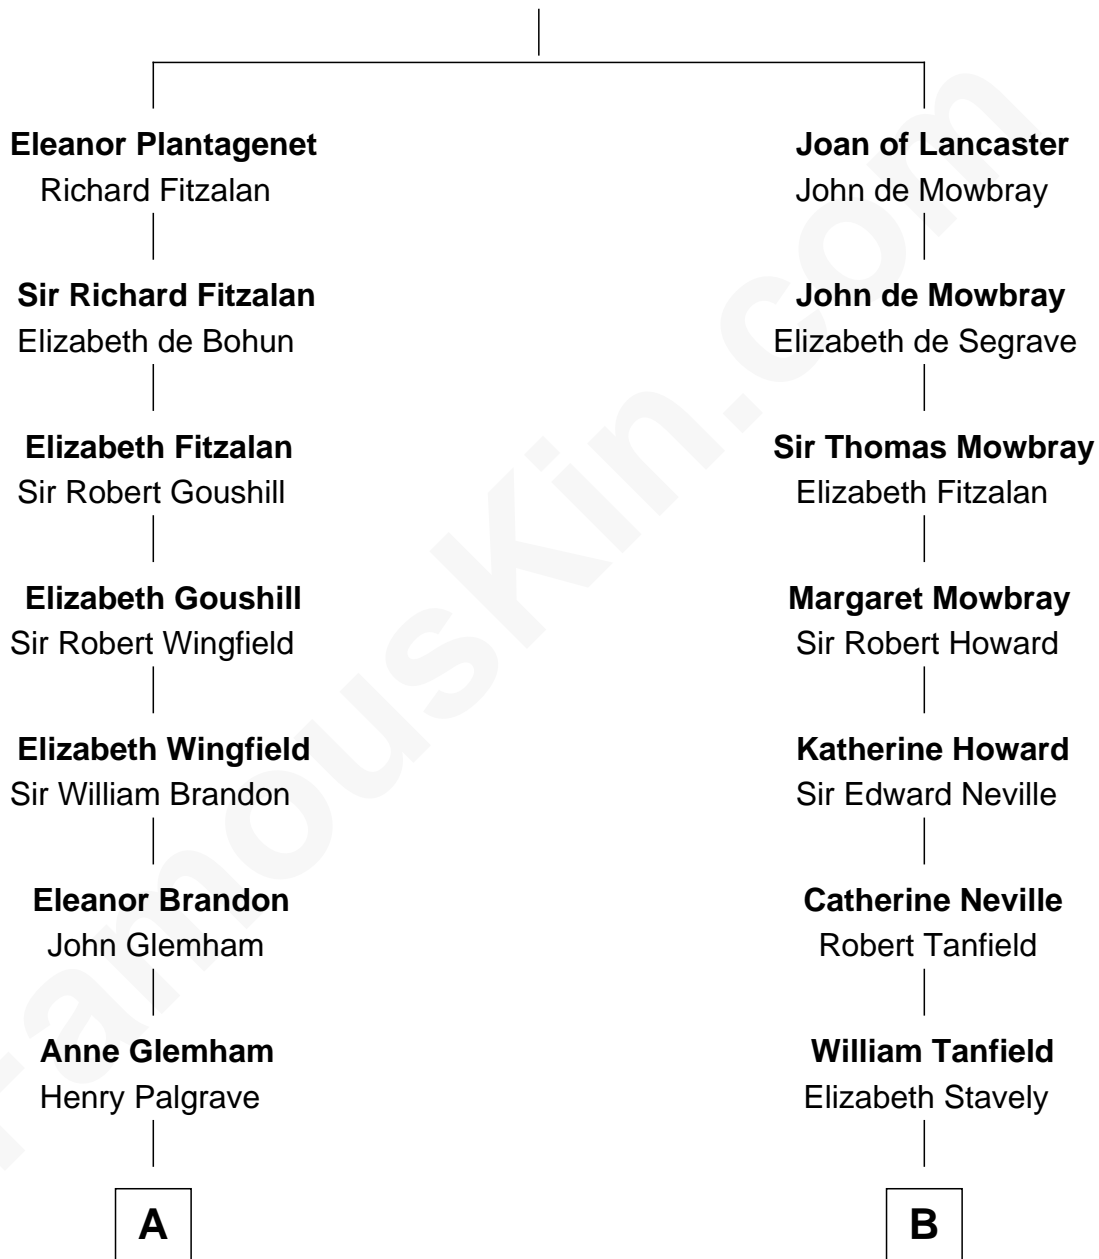 Eleanor Plantagenet
Richard Fitzalan
Sir Richard Fitzalan
Elizabeth de Bohun
Elizabeth Fitzalan
Sir Robert Goushill
Elizabeth Goushill
Sir Robert Wingfield
Elizabeth Wingfield
Sir William Brandon
Eleanor Brandon
John Glemham
Anne Glemham
Henry Palgrave
A
Joan of Lancaster
John de Mowbray
John de Mowbray
Elizabeth de Segrave
Sir Thomas Mowbray
Elizabeth Fitzalan
Margaret Mowbray
Sir Robert Howard
Katherine Howard
Sir Edward Neville
Catherine Neville
Robert Tanfield
William Tanfield
Elizabeth Stavely
B
FamousKin.com